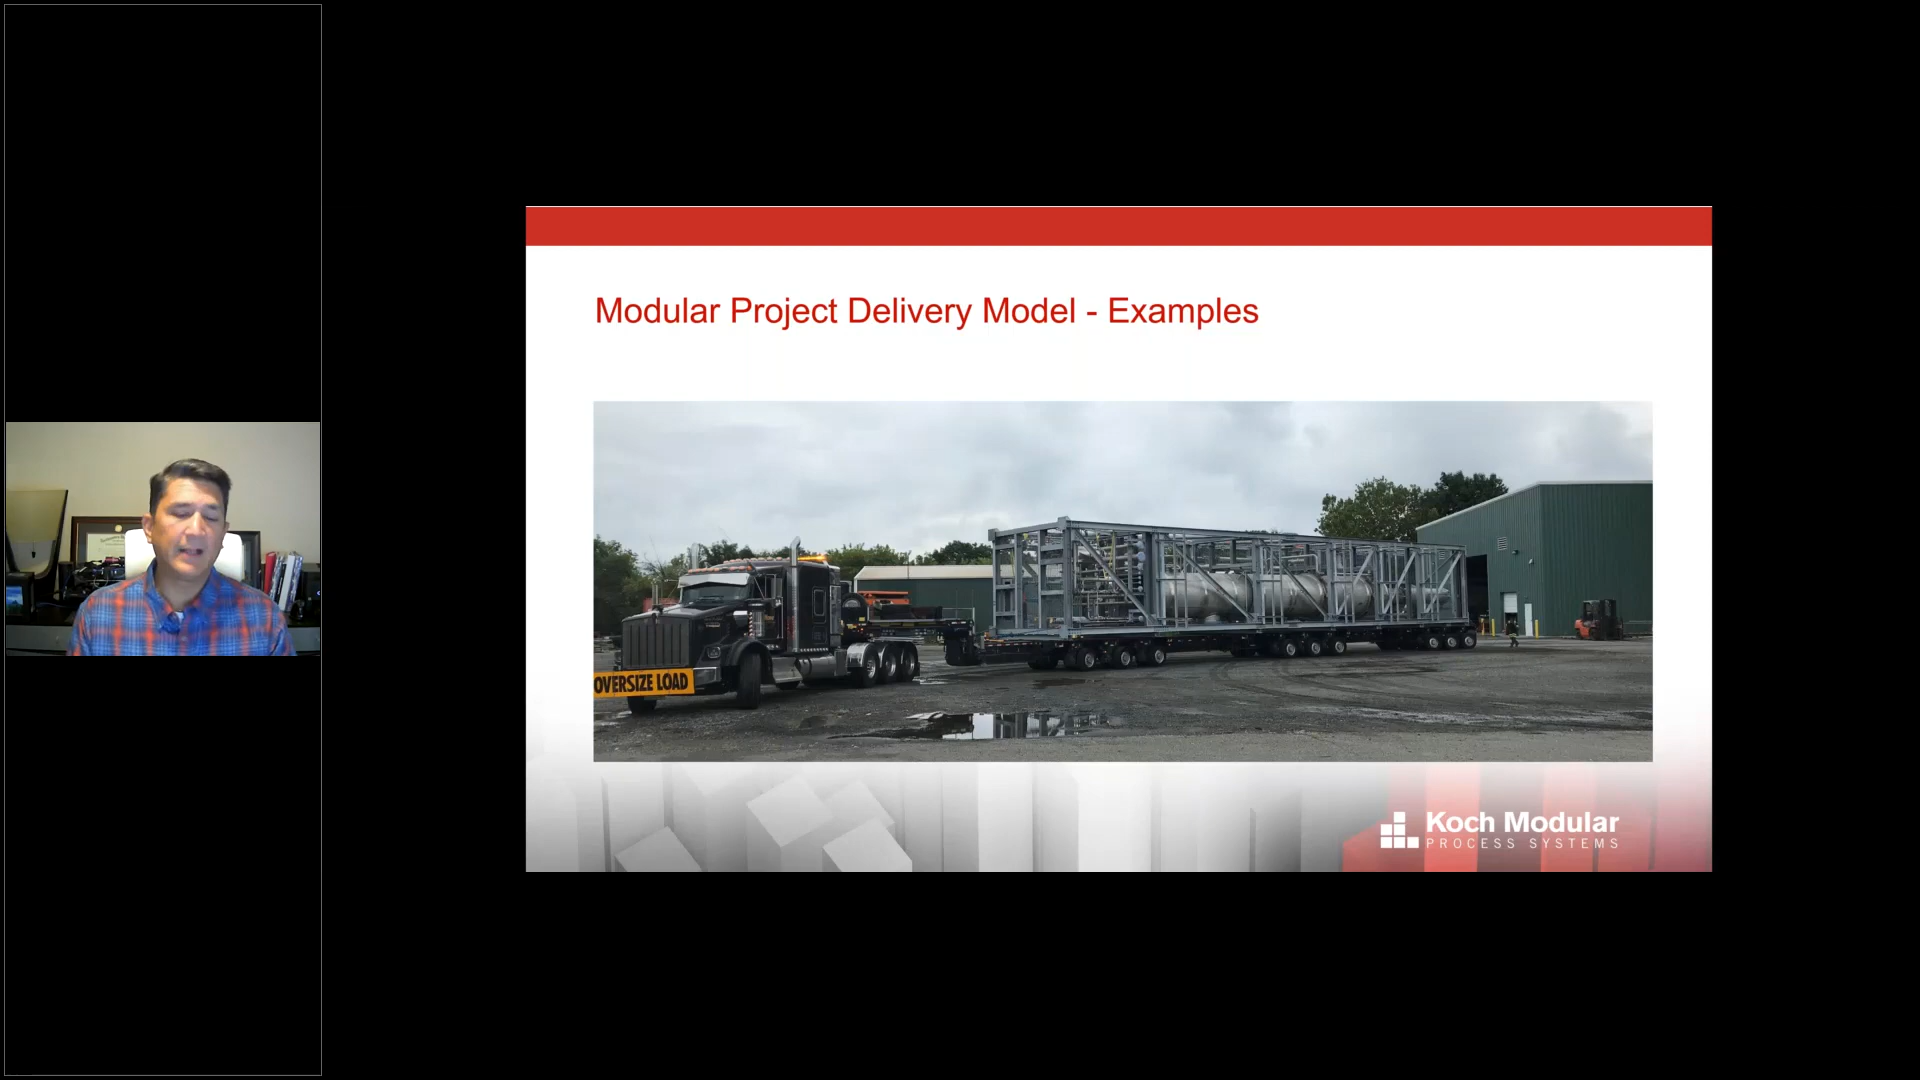 Modular Project Delivery Model - Examples
OVERSIZE LOAD
Koch Modular
PROCESS SYSTEMS